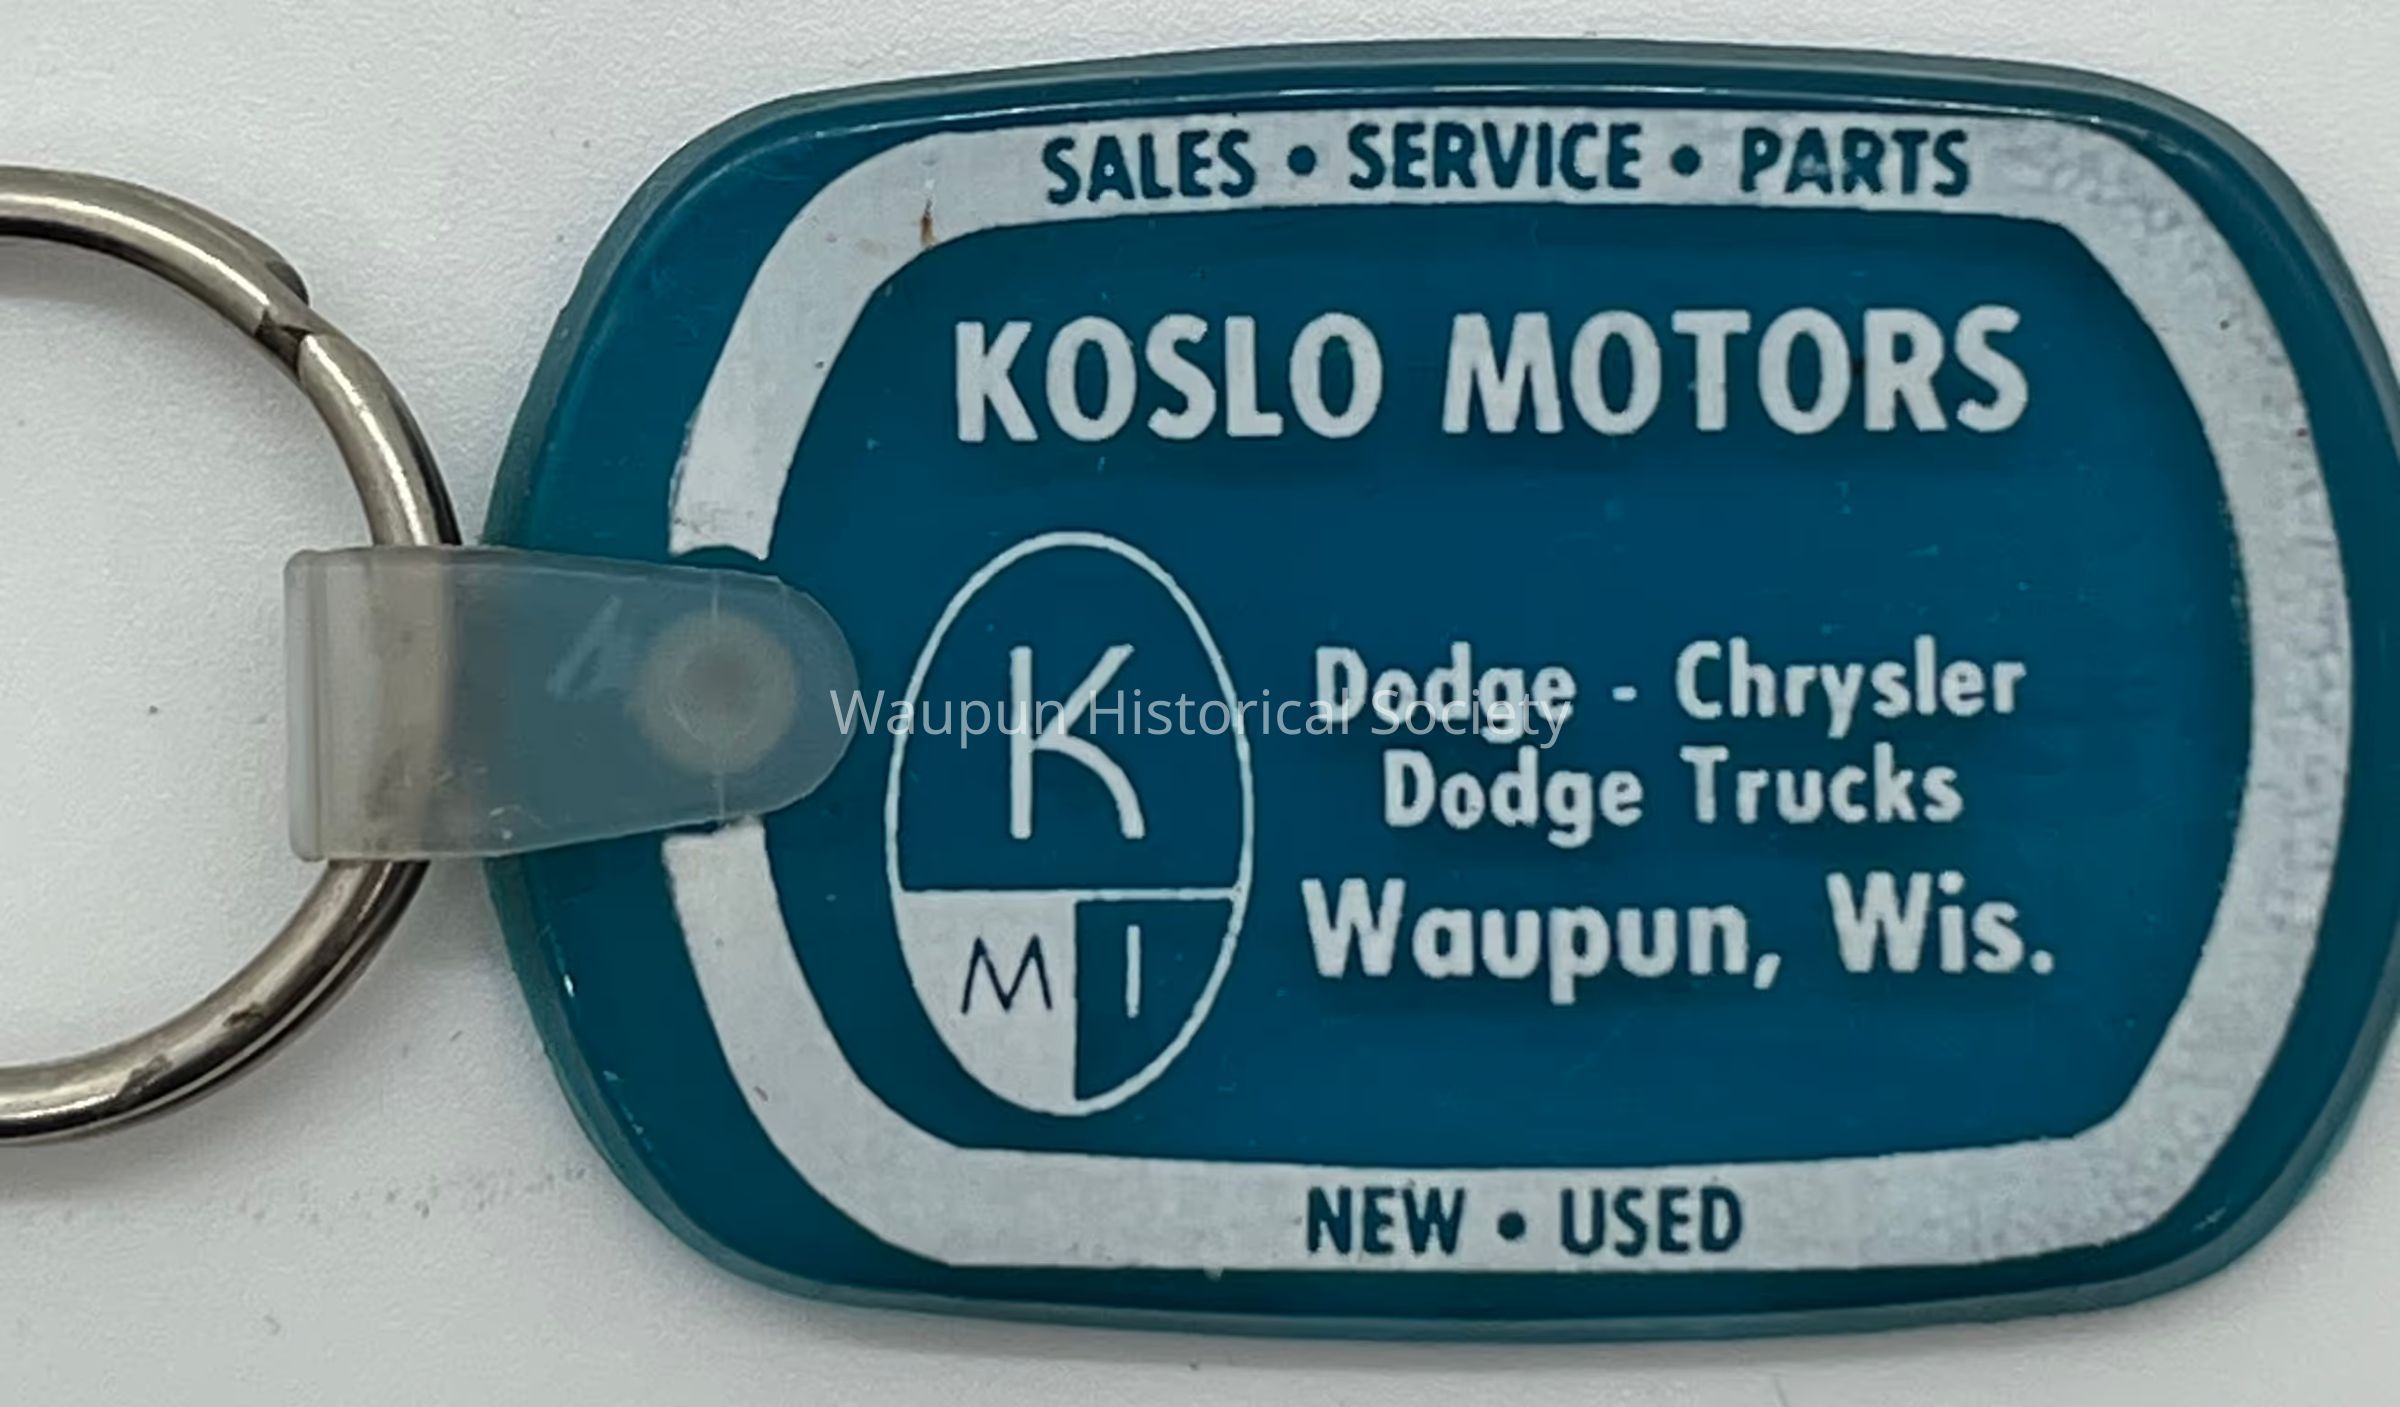 SALES • SERVICE • PARTS
KOSLO MOTORS
K
M I
Dodge - Chrysler
Dodge Trucks
Waupun, Wis.
NEW • USED
Waupun Historical Society